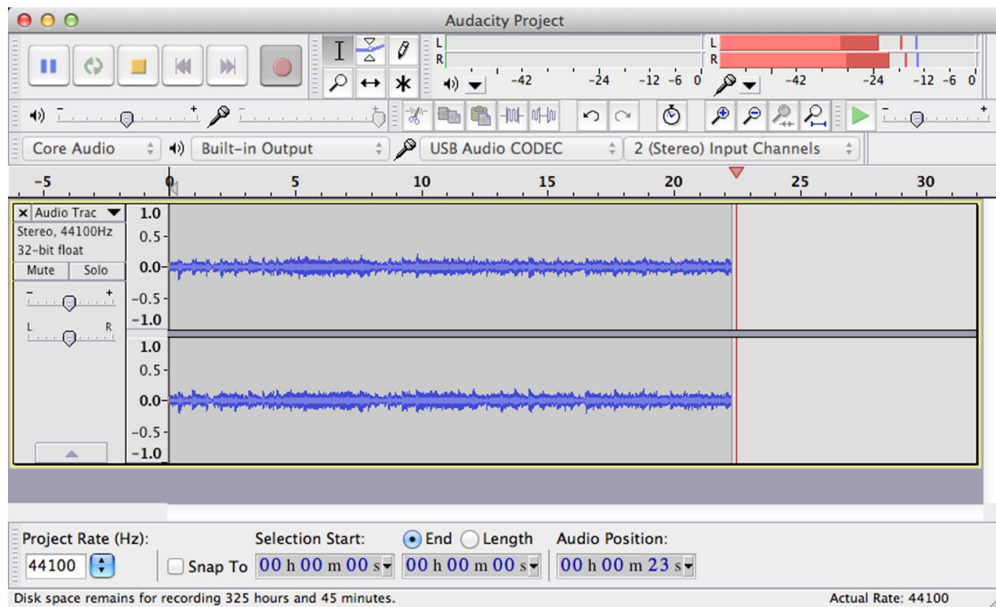 Audacity Project
L
R
-42 -24 -12 -6 0
L
R
-42 -24 -12 -6 0
- +
- +
- +
Core Audio Built-in Output USB Audio CODEC 2 (Stereo) Input Channels
-5 0 5 10 15 20 25 30
Audio Trac
Stereo, 44100Hz
32-bit float
Mute Solo
- +
L R
1.0
0.5-
0.0-
-0.5-
-1.0
1.0
0.5-
0.0-
-0.5-
-1.0
Project Rate (Hz): Selection Start: End Length Audio Position:
44100 Snap To 00 h 00 m 00 s 00 h 00 m 00 s 00 h 00 m 23 s
Disk space remains for recording 325 hours and 45 minutes. Actual Rate: 44100